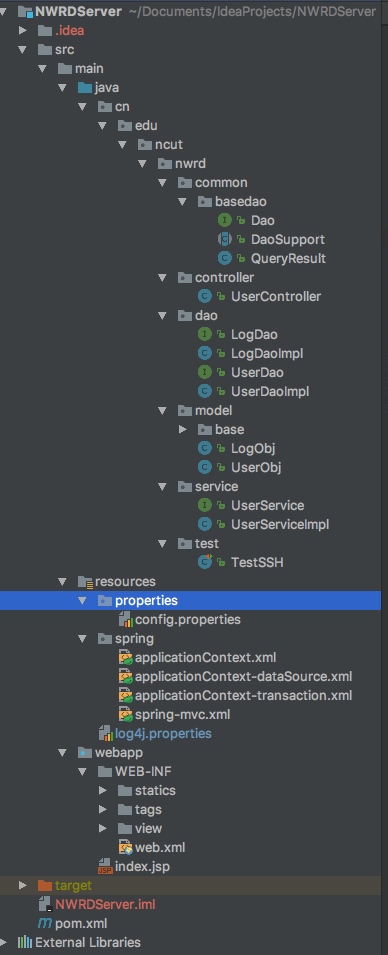 NWRDServer ~/Documents/IdeaProjects/NWRDServer
.idea
src
main
java
cn
edu
ncut
nwrd
common
basedao
Dao
DaoSupport
QueryResult
controller
UserController
dao
LogDao
LogDaoImpl
UserDao
UserDaoImpl
model
base
LogObj
UserObj
service
UserService
UserServiceImpl
test
TestSSH
resources
properties
config.properties
spring
applicationContext.xml
applicationContext-dataSource.xml
applicationContext-transaction.xml
spring-mvc.xml
log4j.properties
webapp
WEB-INF
statics
tags
view
web.xml
index.jsp
target
NWRDServer.iml
pom.xml
External Libraries